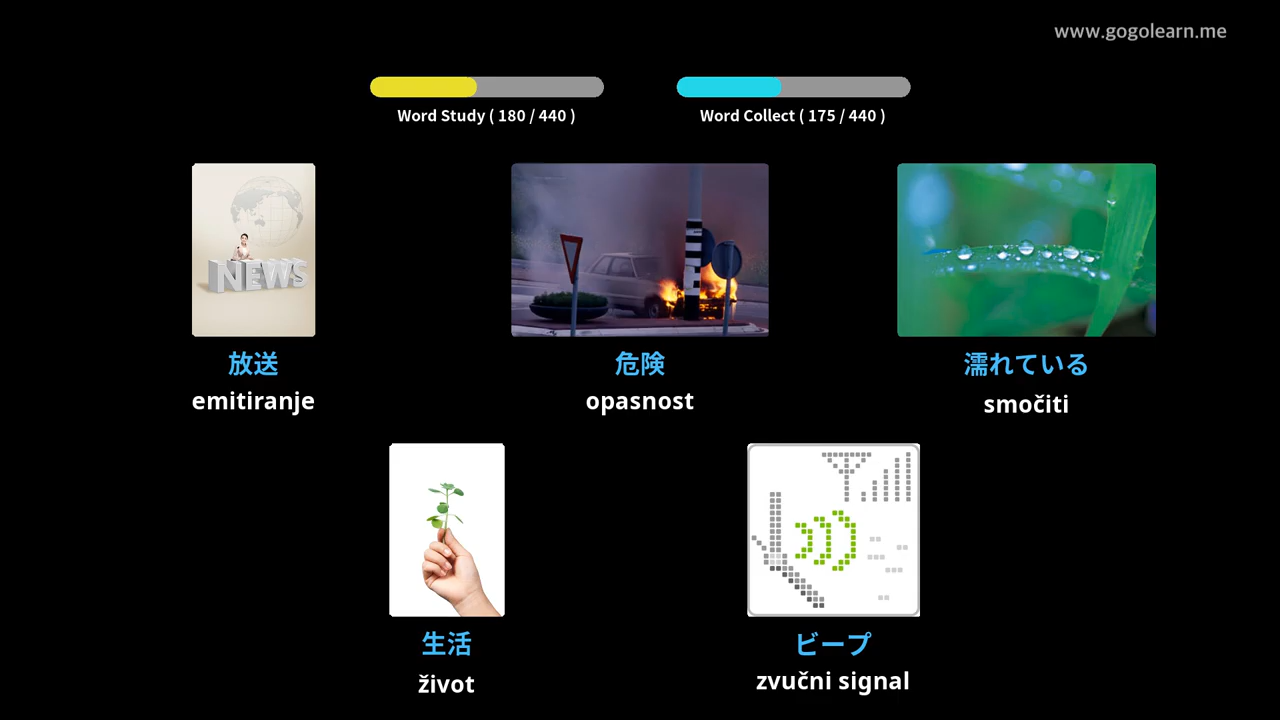 www.gogolearn.me
Word Study ( 180 / 440 )
Word Collect ( 175 / 440 )
NEWS
放送
emitiranje
危険
opasnost
濡れている
smočiti
生活
život
ビープ
zvučni signal